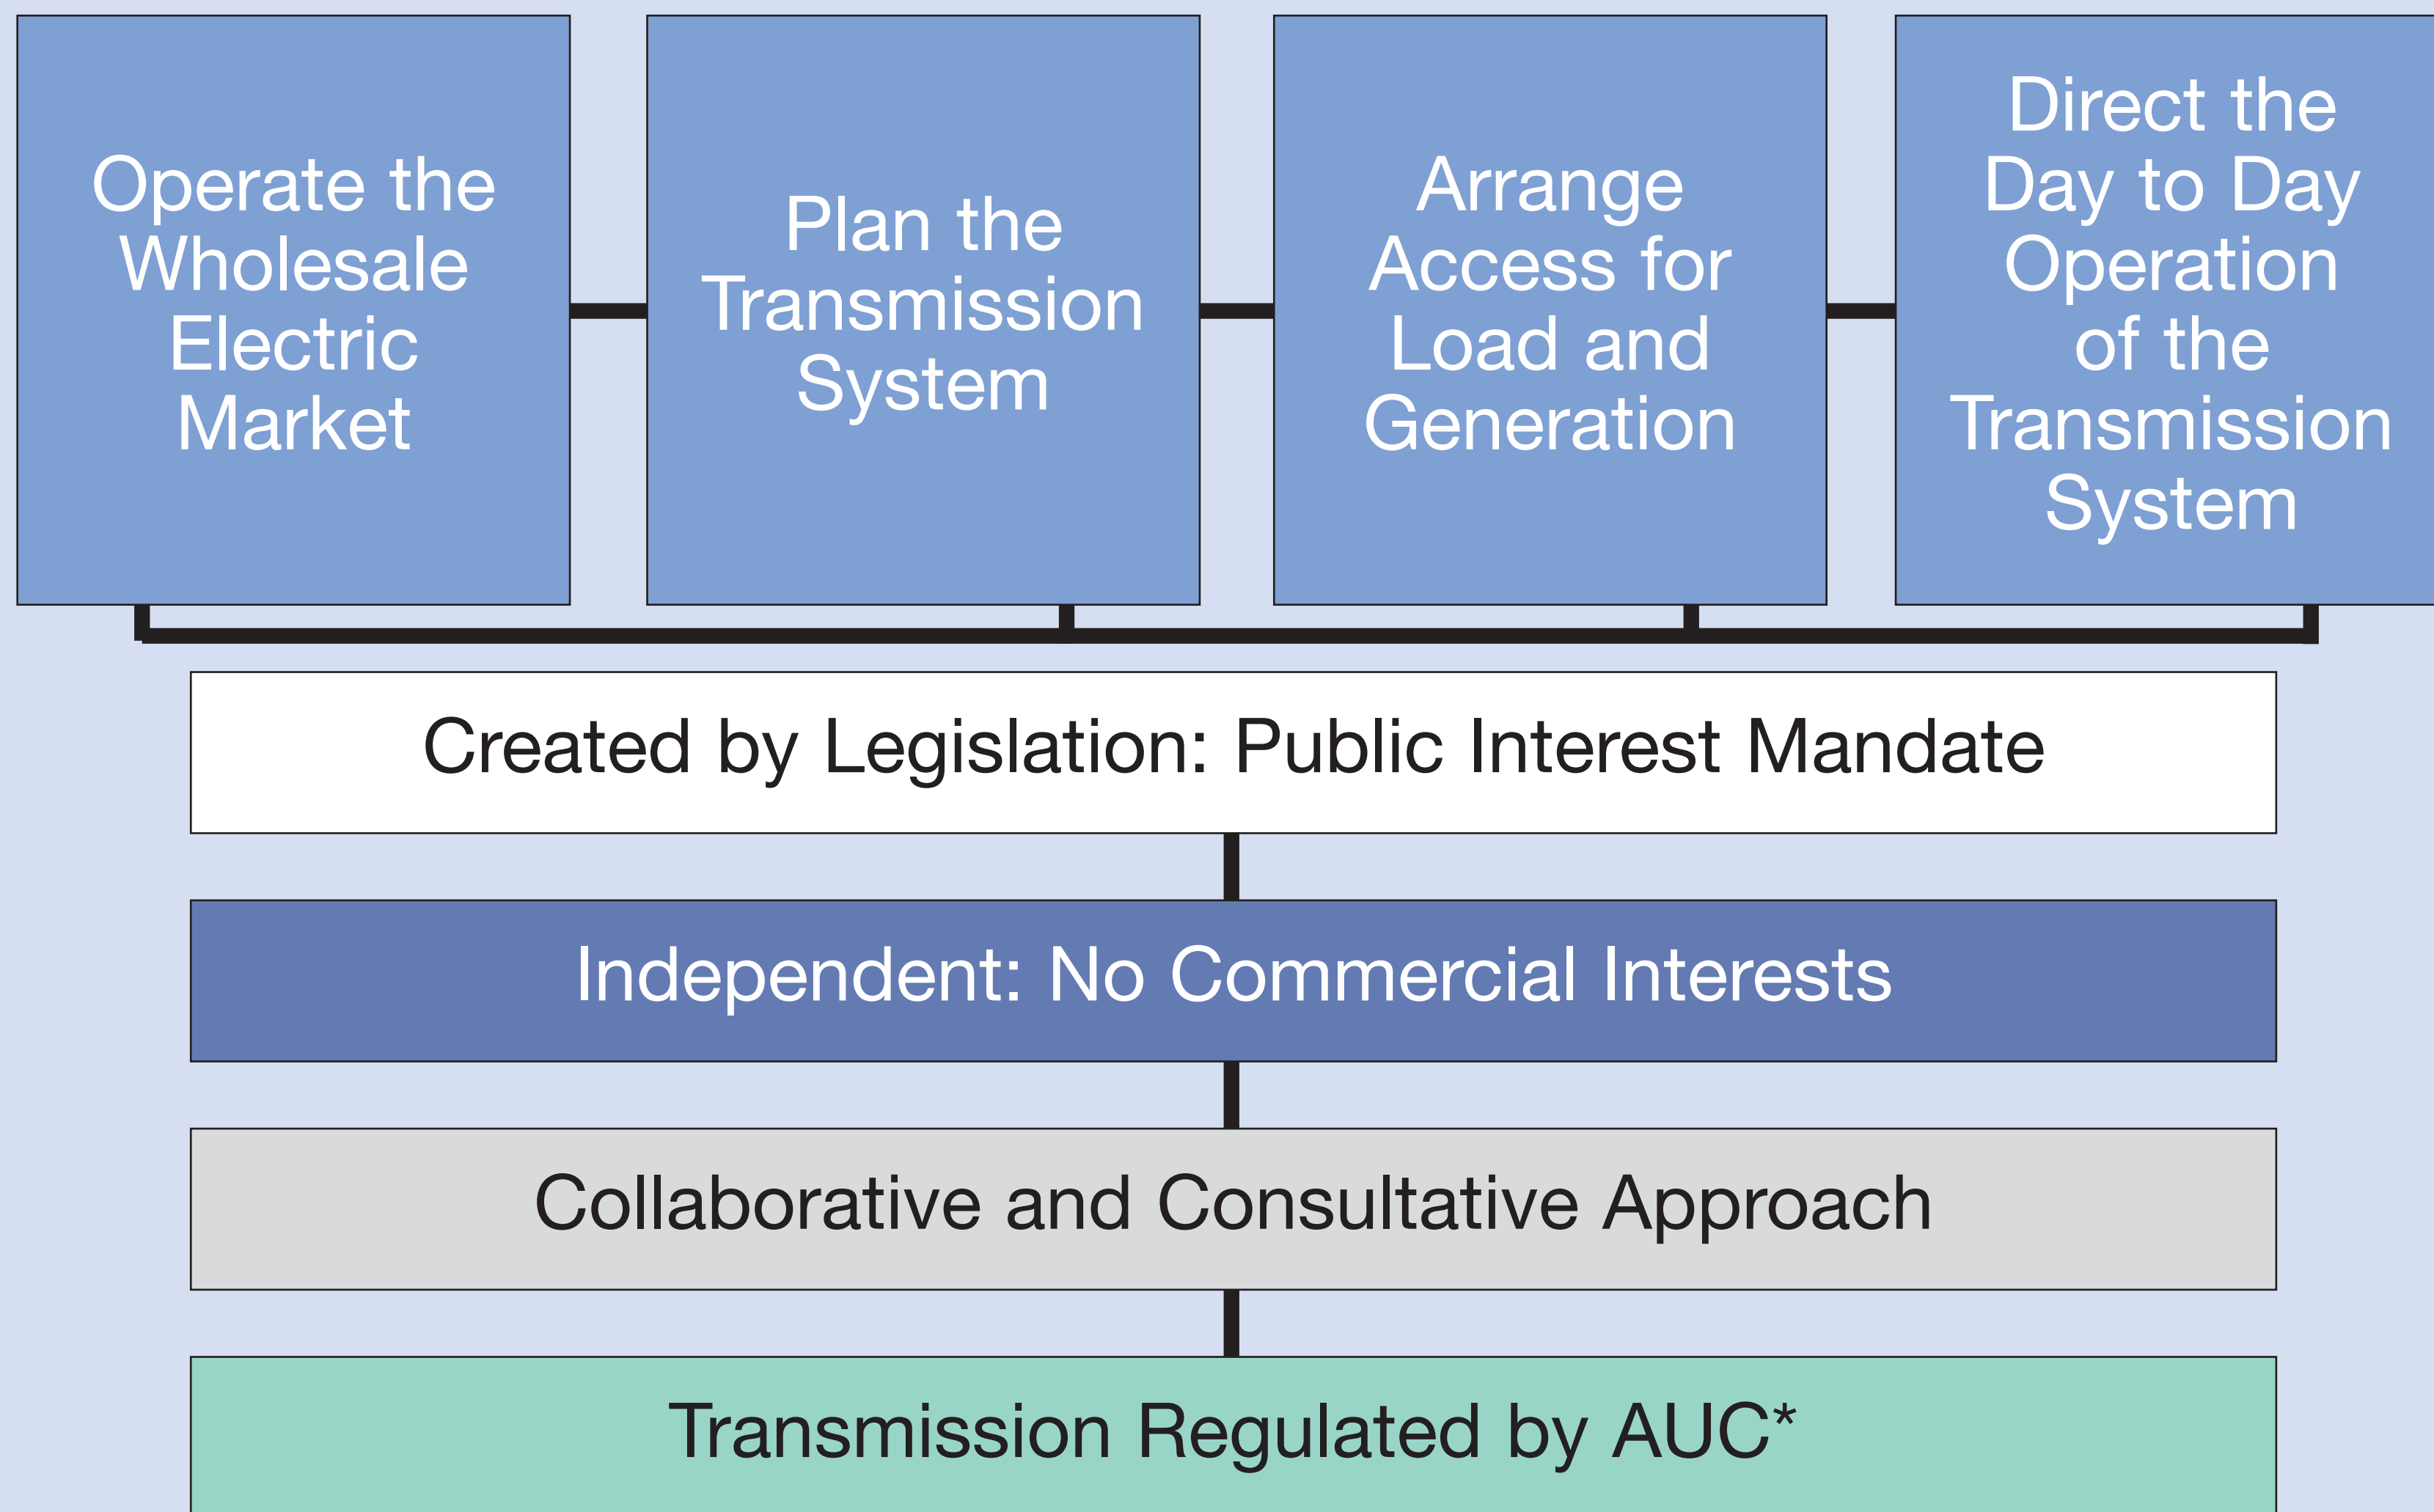 Operate the
Wholesale
Electric
Market
Plan the
Transmission
System
Arrange
Access for
Load and
Generation
Direct the
Day to Day
Operation
of the
Transmission
System
Created by Legislation: Public Interest Mandate
Independent: No Commercial Interests
Collaborative and Consultative Approach
Transmission Regulated by AUC*